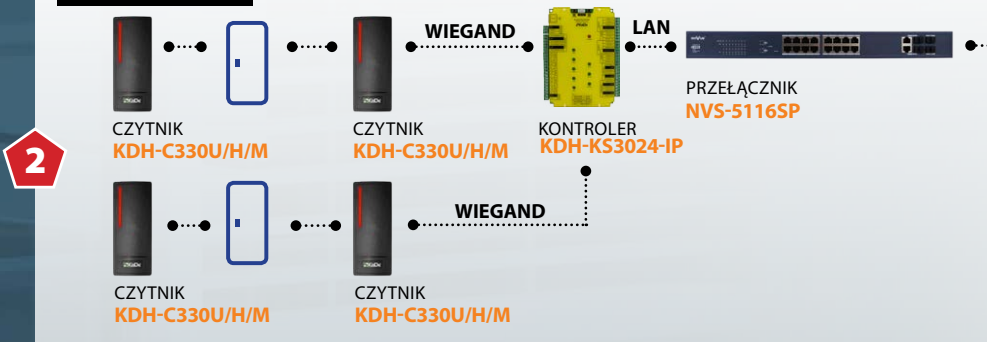 WIEGAND
LAN
CZYTNIK
KDH-C330U/H/M
CZYTNIK
KDH-C330U/H/M
KONTROLER
KDH-KS3024-IP
PRZEŁĄCZNIK
NVS-5116SP
2
WIEGAND
CZYTNIK
KDH-C330U/H/M
CZYTNIK
KDH-C330U/H/M